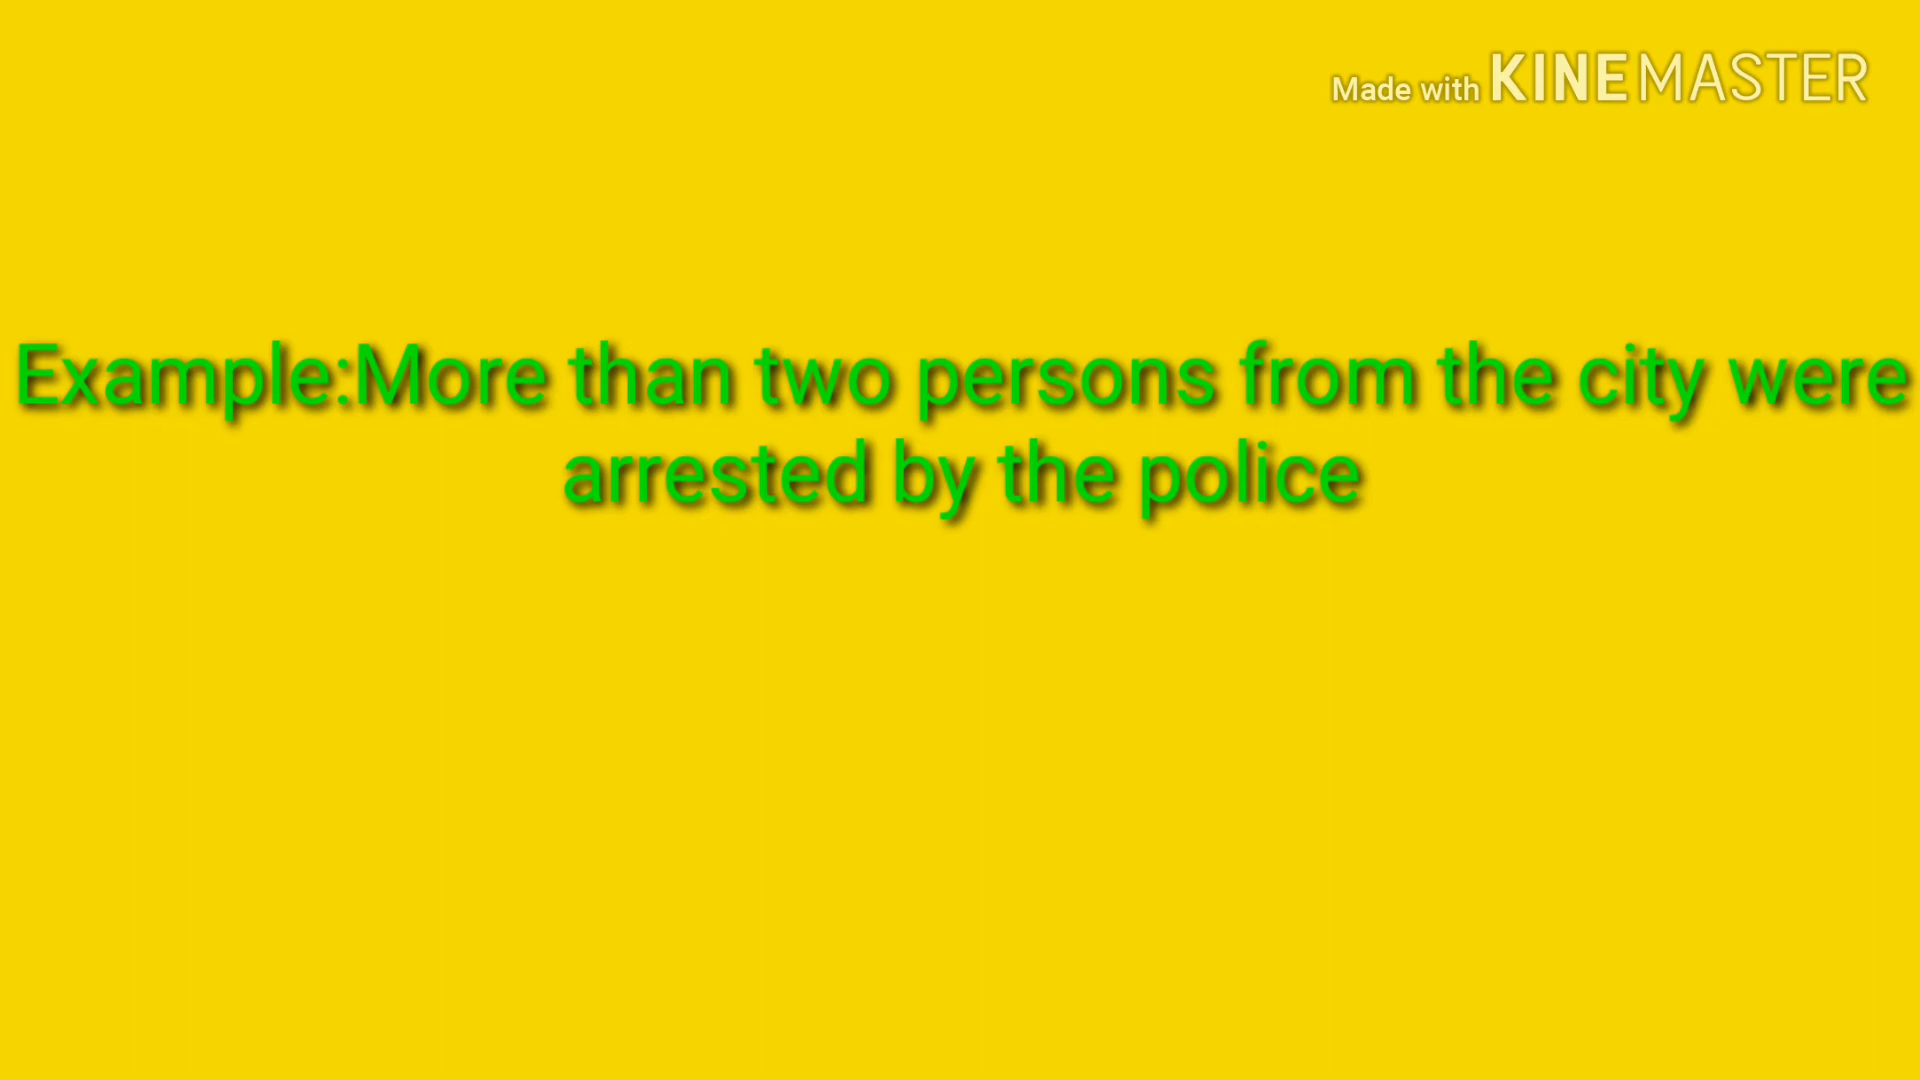 Made with KINEMASTER
Example:More than two persons from the city were
arrested by the police